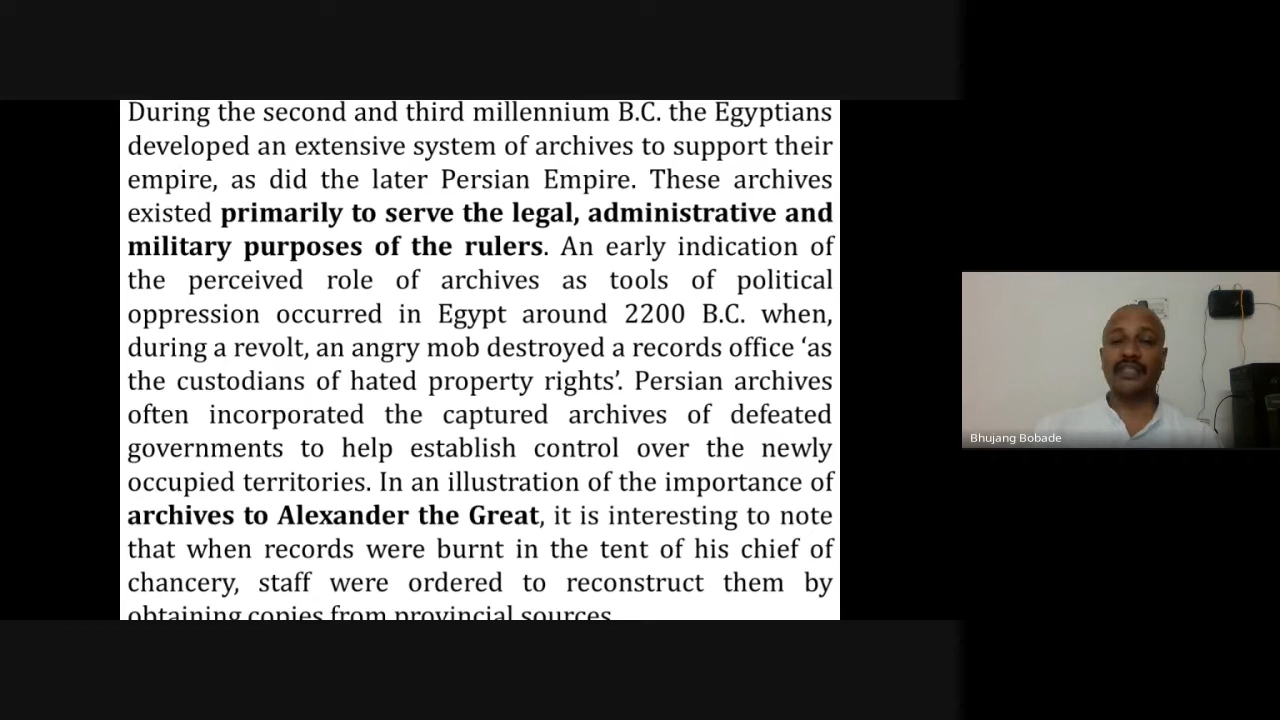 During the second and third millennium B.C. the Egyptians
developed an extensive system of archives to support their
empire, as did the later Persian Empire. These archives
existed primarily to serve the legal, administrative and
military purposes of the rulers. An early indication of
the perceived role of archives as tools of political
oppression occurred in Egypt around 2200 B.C. when,
during a revolt, an angry mob destroyed a records office ‘as
the custodians of hated property rights’. Persian archives
often incorporated the captured archives of defeated
governments to help establish control over the newly
occupied territories. In an illustration of the importance of
archives to Alexander the Great, it is interesting to note
that when records were burnt in the tent of his chief of
chancery, staff were ordered to reconstruct them by
obtaining copies from provincial sources.
Bhujang Bobade